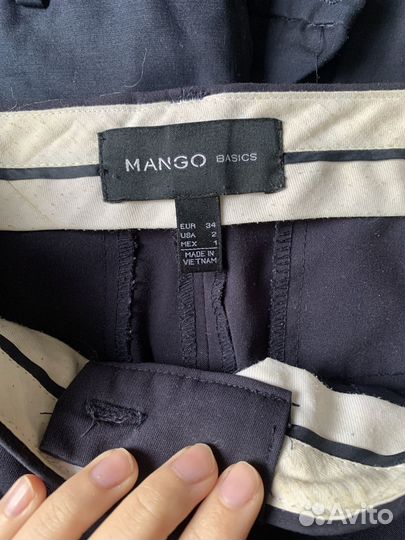 MANGO BASICS
EUR 34
USA 2
MEX 1
MADE IN
VIETNAM
Avito